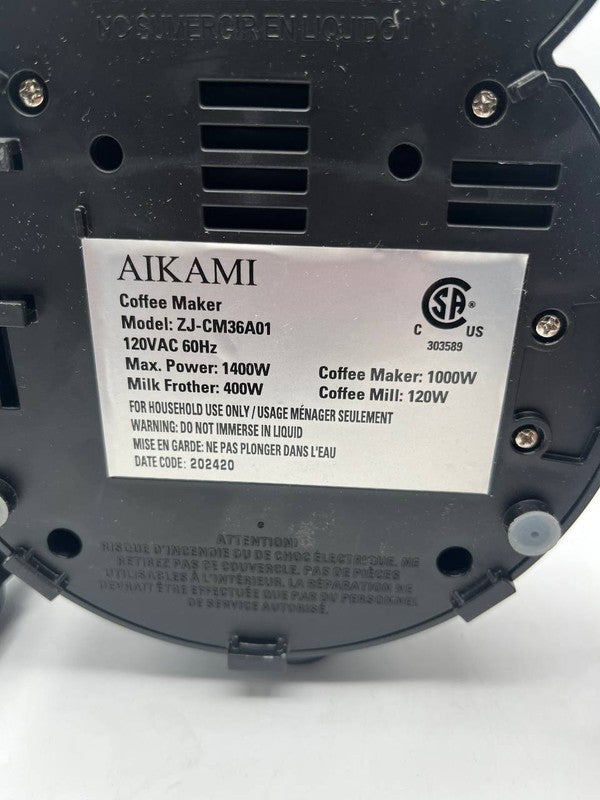 NO SUMERGIR EN LIQUIDO
AIKAMI
Coffee Maker
Model: ZJ-CM36A01
120VAC 60Hz
Max. Power: 1400W
Milk Frother: 400W
Coffee Maker: 1000W
Coffee Mill: 120W
FOR HOUSEHOLD USE ONLY / USAGE MÉNAGER SEULEMENT
WARNING: DO NOT IMMERSE IN LIQUID
MISE EN GARDE: NE PAS PLONGER DANS L'EAU
DATE CODE: 202420
CSA ®
C US
303589
ATTENTION!
RISQUE D'INCENDIE OU DE CHOC ÉLECTRIQUE. NE
RETIREZ PAS CE COUVERCLE. PAS DE PIÈCES
UTILISABLES À L'INTÉRIEUR. LA RÉPARATION NE
DEVRAIT ÊTRE EFFECTUÉE QUE PAR DU PERSONNEL
DE SERVICE AUTORISÉ.